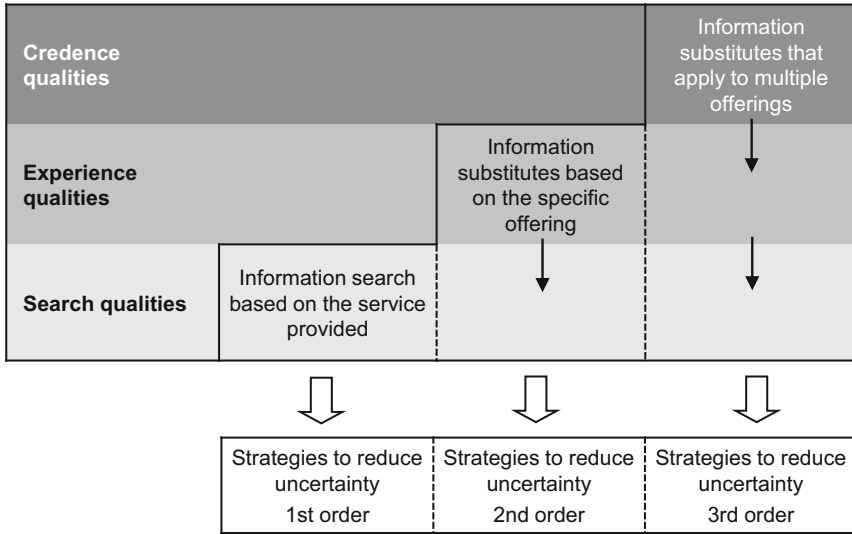 Credence
qualities
Information
substitutes that
apply to multiple
offerings
Experience
qualities
Information
substitutes based
on the specific
offering
Search qualities
Information search
based on the service
provided
Strategies to reduce
uncertainty
1st order
Strategies to reduce
uncertainty
2nd order
Strategies to reduce
uncertainty
3rd order